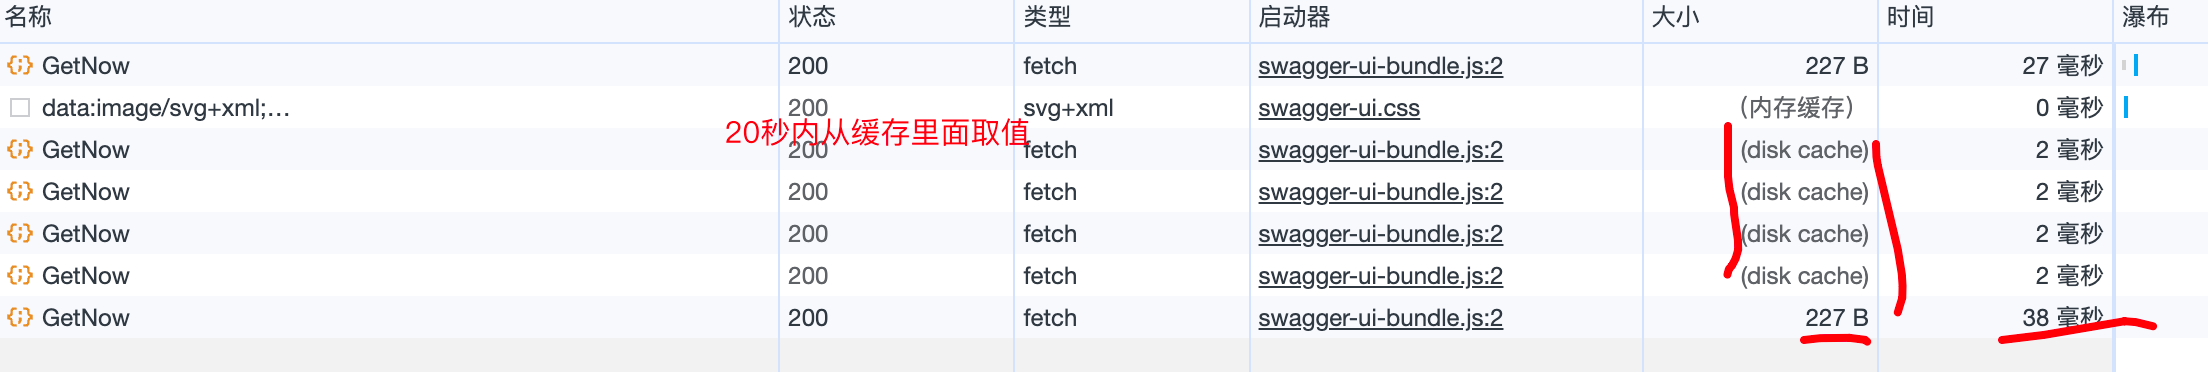 名称 状态 类型 启动器 大小 时间 瀑布
GetNow 200 fetch swagger-ui-bundle.js:2 227 B 27 毫秒
data:image/svg+xml;... 200 svg+xml swagger-ui.css （内存缓存） 0 毫秒
20秒内从缓存里面取值
GetNow 200 fetch swagger-ui-bundle.js:2 (disk cache) 2 毫秒
GetNow 200 fetch swagger-ui-bundle.js:2 (disk cache) 2 毫秒
GetNow 200 fetch swagger-ui-bundle.js:2 (disk cache) 2 毫秒
GetNow 200 fetch swagger-ui-bundle.js:2 (disk cache) 2 毫秒
GetNow 200 fetch swagger-ui-bundle.js:2 227 B 38 毫秒